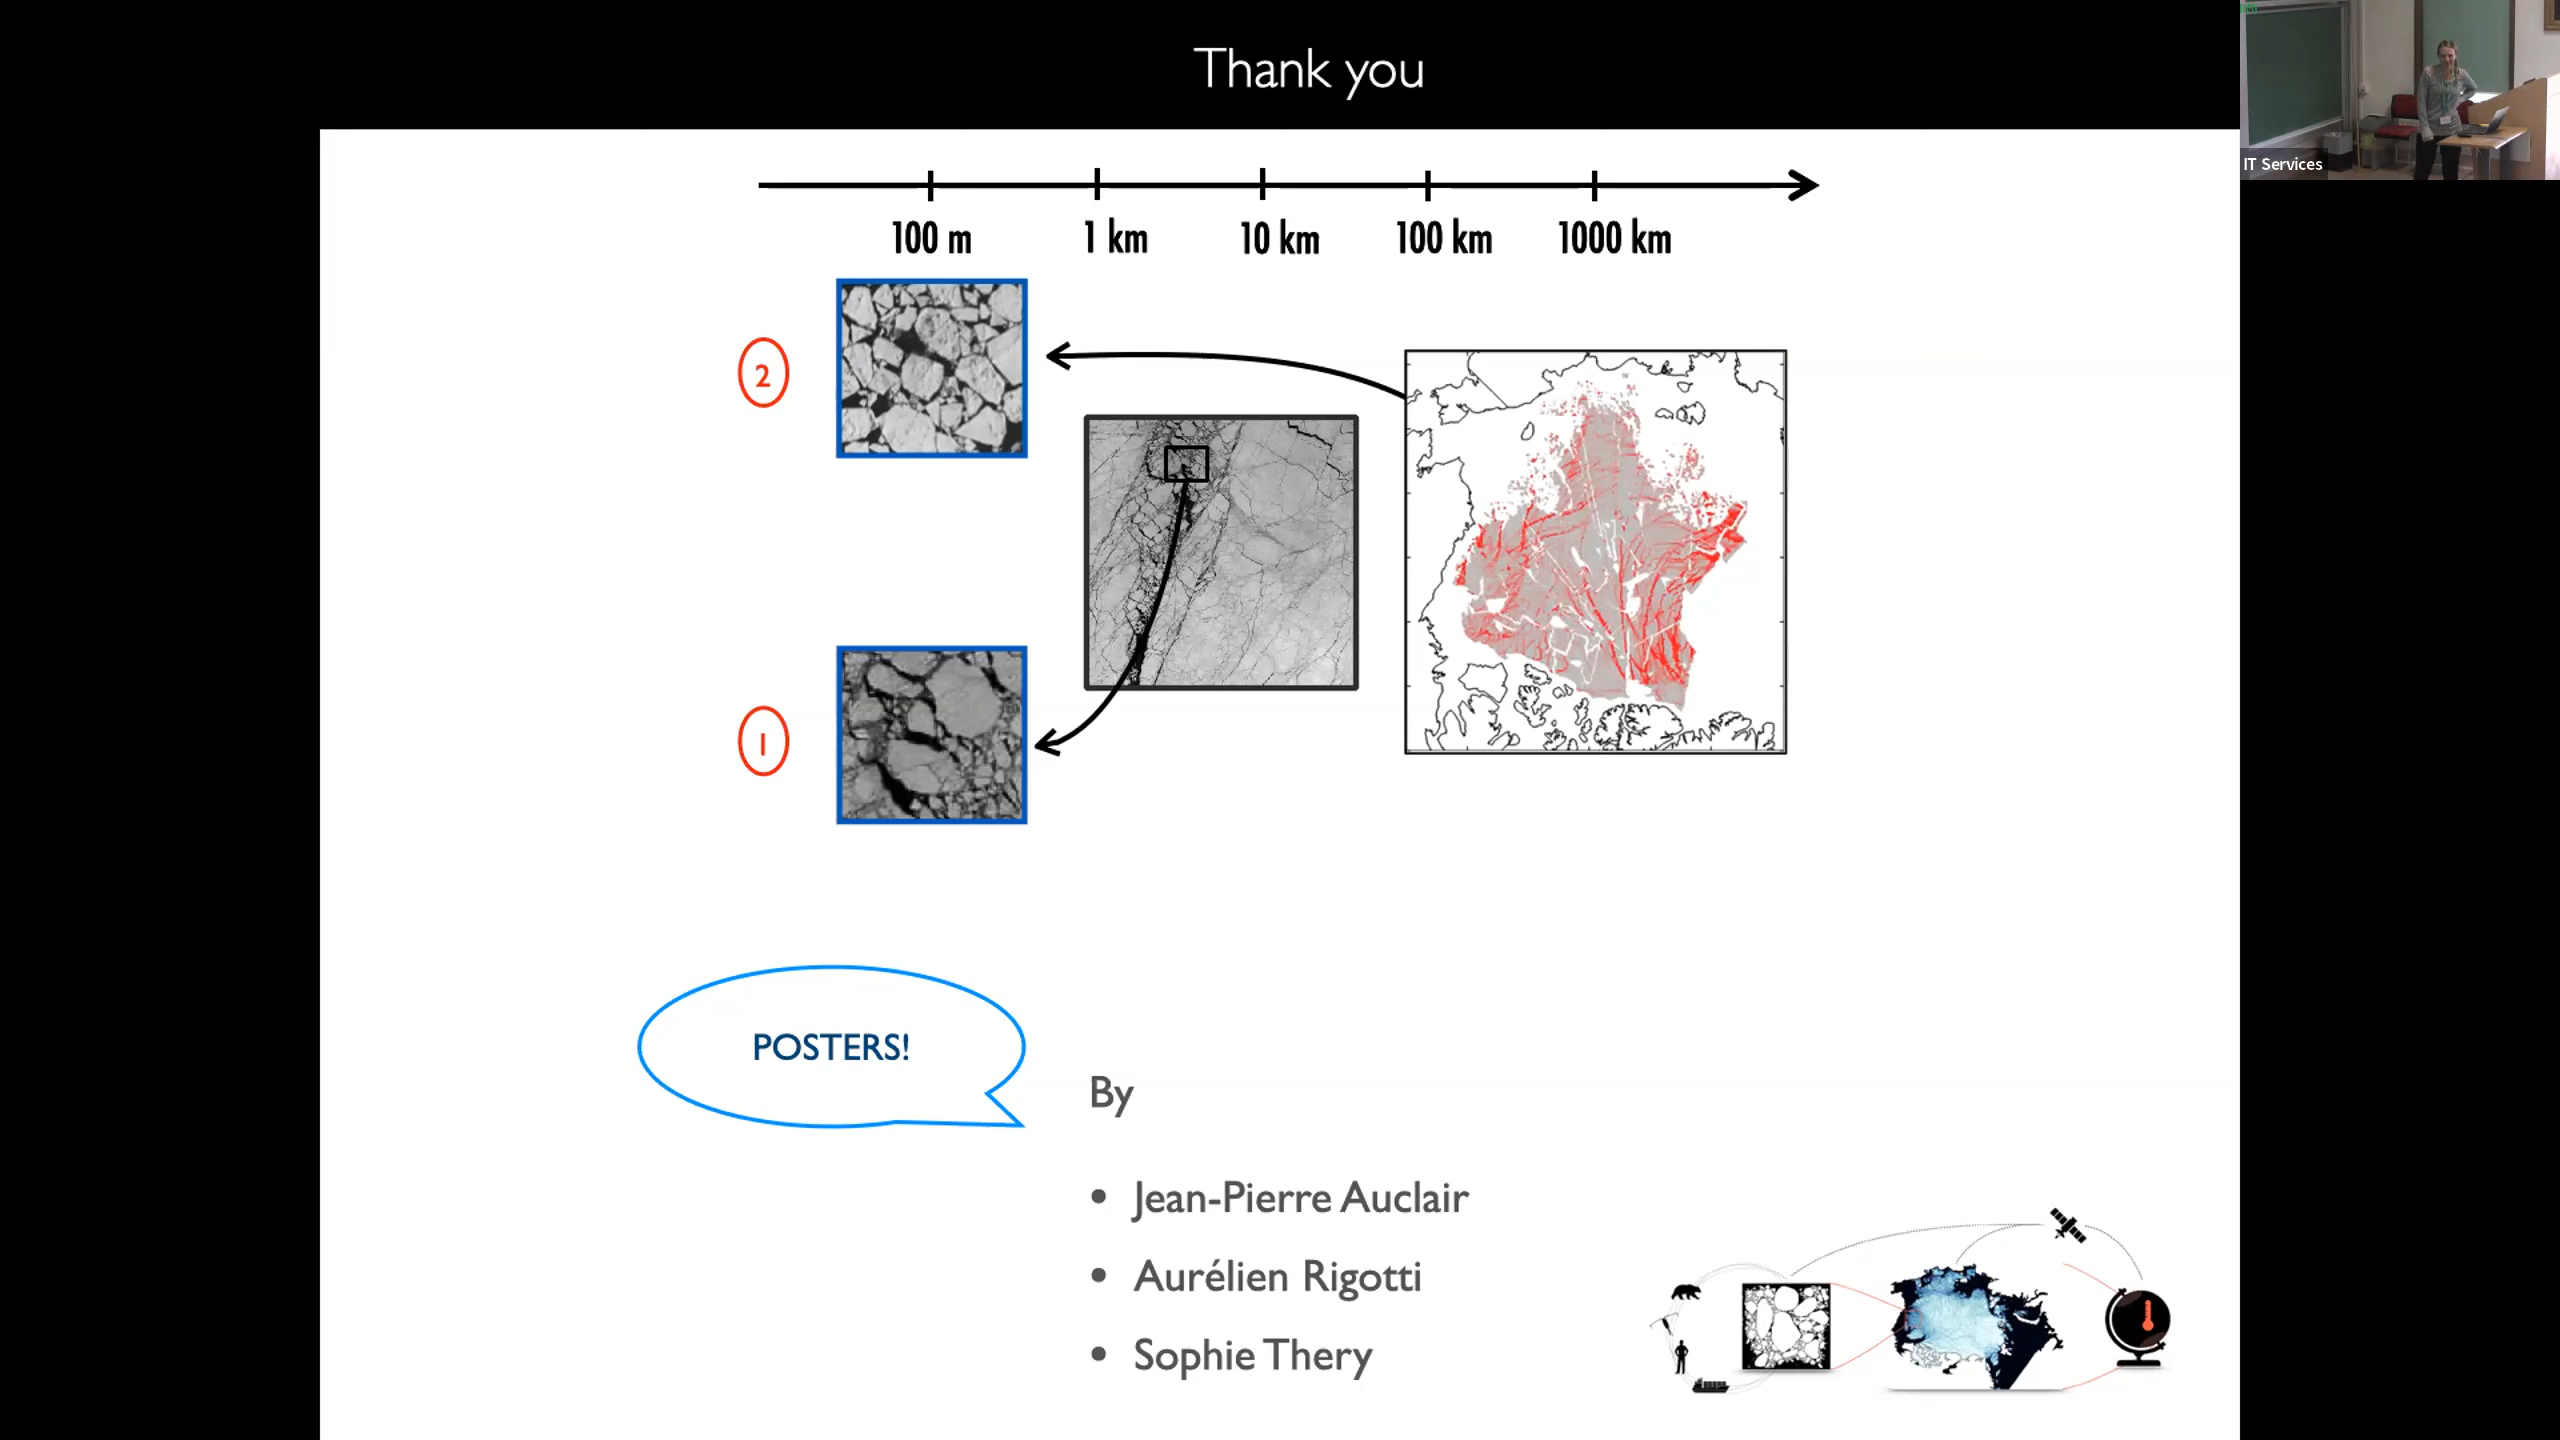 Thank you
IT Services
100 m 1 km 10 km 100 km 1000 km
2
1
POSTERS!
By
• Jean-Pierre Auclair
• Aurélien Rigotti
• Sophie Thery